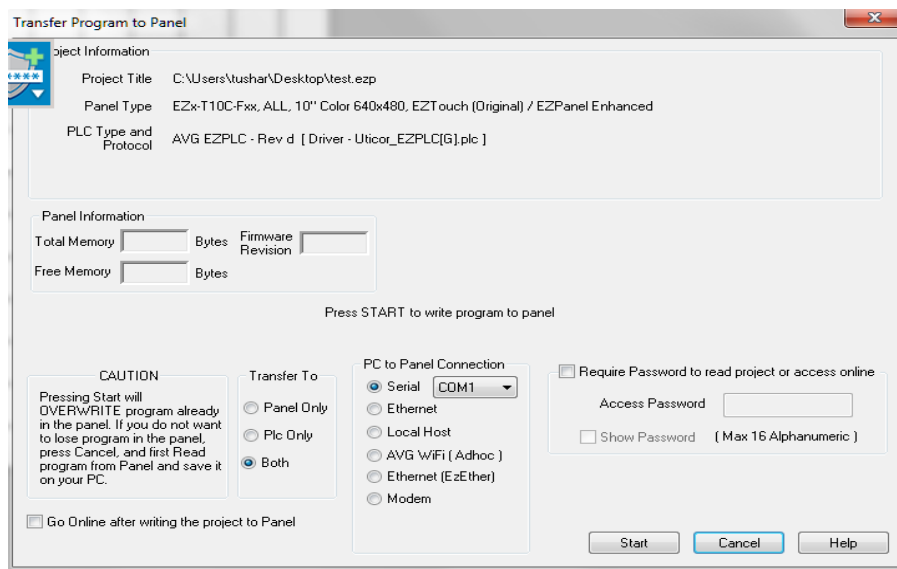 Transfer Program to Panel
oject Information
Project Title C:\Users\tushar\Desktop\test.ezp
Panel Type EZx-T10C-Fxx, ALL, 10" Color 640x480, EZTouch (Original) / EZPanel Enhanced
PLC Type and
Protocol
AVG EZPLC - Rev d [ Driver - Uticor_EZPLC[G].plc ]
****
Panel Information
Total Memory Bytes
Firmware
Revision
Free Memory Bytes
Press START to write program to panel
CAUTION
Pressing Start will
OVERWRITE program already
in the panel. If you do not want
to lose program in the panel,
press Cancel, and first Read
program from Panel and save it
on your PC.
Transfer To
Panel Only
Plc Only
Both
PC to Panel Connection
Serial COM1
Ethernet
Local Host
AVG WiFi ( Adhoc )
Ethernet (EzEther)
Modem
Require Password to read project or access online
Access Password
Show Password ( Max 16 Alphanumeric )
Go Online after writing the project to Panel
Start Cancel Help